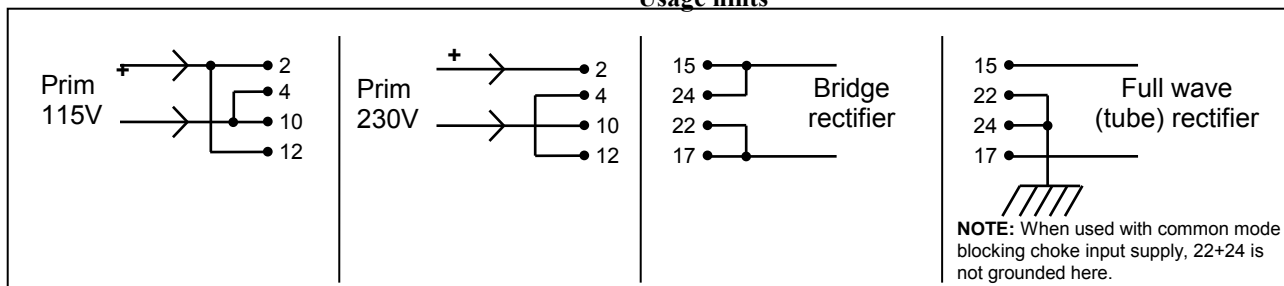 Usage hints
Prim
115V
+
2
4
10
12
Prim
230V
+
2
4
10
12
15
24
22
17
Bridge
rectifier
15
22
24
17
Full wave
(tube) rectifier
NOTE: When used with common mode
blocking choke input supply, 22+24 is
not grounded here.